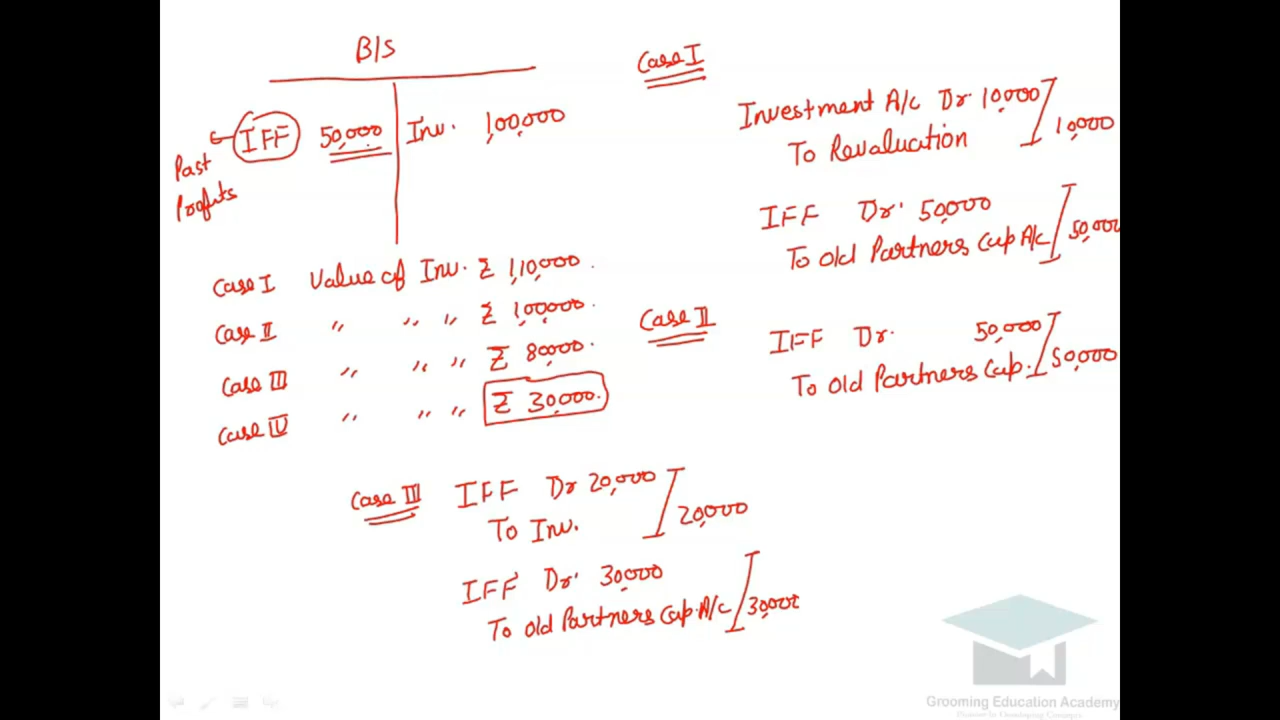 B/S
IFF 50,000 Inv. 1,00,000
Past
Profits
Case I Value of Inv. ₹ 1,10,000
Case II " " " ₹ 1,00,000
Case III " " " ₹ 80,000
Case IV " " " ₹ 30,000
Case I
Investment A/c Dr. 10,000
To Revaluation 10,000
IFF Dr. 50,000
To Old Partners Cap A/c 50,000
Case II
IFF Dr. 50,000
To Old Partners Cap. 50,000
Case III IFF Dr 20,000
To Inv. 20,000
IFF Dr. 30,000
To Old Partners Cap. A/c 30,000
Grooming Education Academy